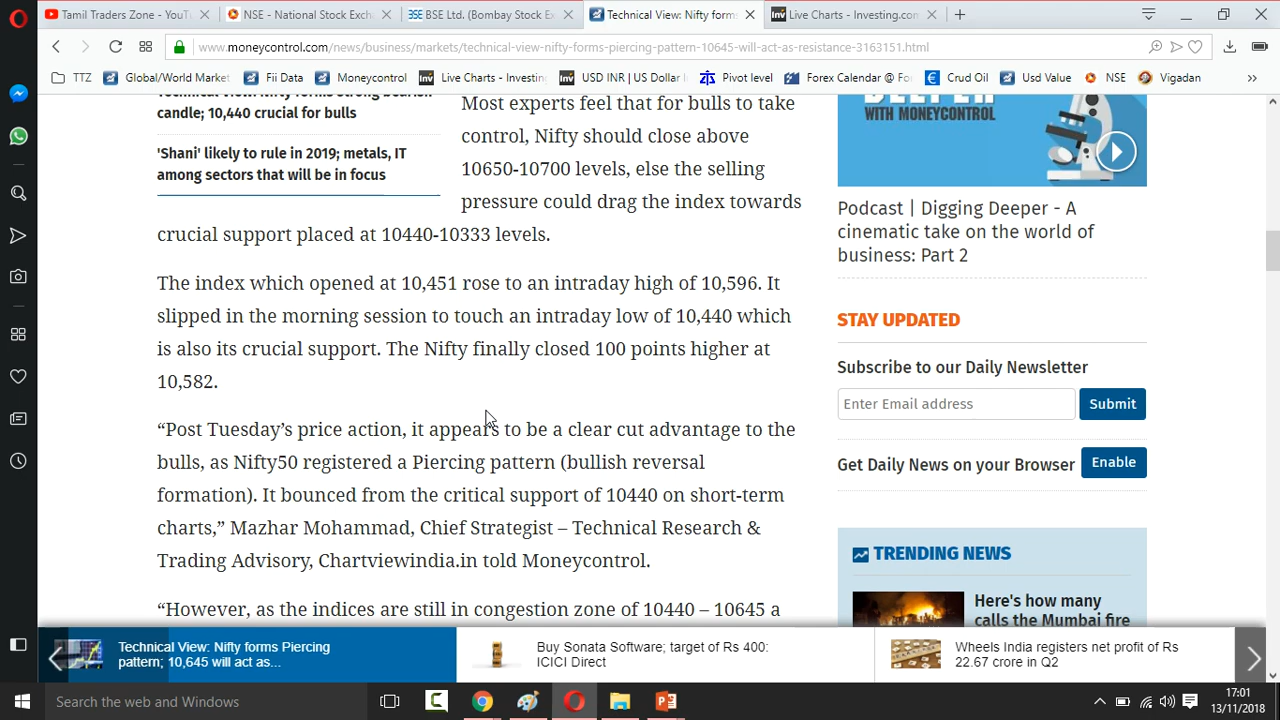 Tamil Traders Zone - YouT
NSE - National Stock Exch
BSE Ltd. (Bombay Stock Ex
Technical View: Nifty form
Live Charts - Investing.con
www.moneycontrol.com/news/business/markets/technical-view-nifty-forms-piercing-pattern-10645-will-act-as-resistance-3163151.html
TTZ
Global/World Market
Fii Data
Moneycontrol
Live Charts - Investin
USD INR | US Dollar I
Pivot level
Forex Calendar @ Fo
Crud Oil
Usd Value
NSE
Vigadan
Technical View: Nifty forms strong bearish
candle; 10,440 crucial for bulls
'Shani' likely to rule in 2019; metals, IT
among sectors that will be in focus
Most experts feel that for bulls to take
control, Nifty should close above
10650-10700 levels, else the selling
pressure could drag the index towards
crucial support placed at 10440-10333 levels.
The index which opened at 10,451 rose to an intraday high of 10,596. It
slipped in the morning session to touch an intraday low of 10,440 which
is also its crucial support. The Nifty finally closed 100 points higher at
10,582.
“Post Tuesday’s price action, it appears to be a clear cut advantage to the
bulls, as Nifty50 registered a Piercing pattern (bullish reversal
formation). It bounced from the critical support of 10440 on short-term
charts,” Mazhar Mohammad, Chief Strategist – Technical Research &
Trading Advisory, Chartviewindia.in told Moneycontrol.
“However, as the indices are still in congestion zone of 10440 – 10645 a
DEEPER
WITH MONEYCONTROL
Podcast | Digging Deeper - A
cinematic take on the world of
business: Part 2
STAY UPDATED
Subscribe to our Daily Newsletter
Enter Email address
Submit
Get Daily News on your Browser
Enable
TRENDING NEWS
Here's how many
calls the Mumbai fire
Technical View: Nifty forms Piercing
pattern; 10,645 will act as...
Buy Sonata Software; target of Rs 400:
ICICI Direct
Wheels India registers net profit of Rs
22.67 crore in Q2
Search the web and Windows
17:01
13/11/2018